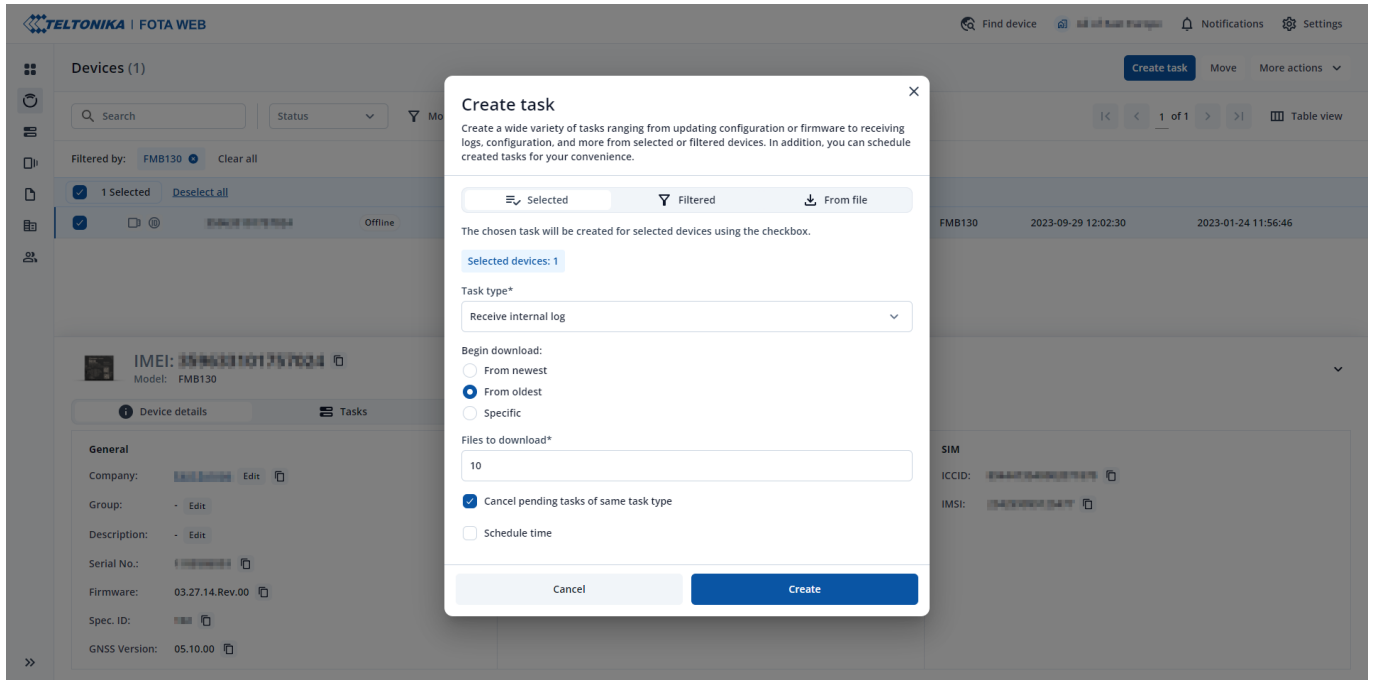 TELTONIKA | FOTA WEB
Find device
Notifications
Settings
Devices (1)
Create task
Move
More actions
Search
Status
Mo
1 of 1
Table view
Filtered by:
FMB130
Clear all
1 Selected
Deselect all
Offline
FMB130
2023-09-29 12:02:30
2023-01-24 11:56:46
Create task
Create a wide variety of tasks ranging from updating configuration or firmware to receiving
logs, configuration, and more from selected or filtered devices. In addition, you can schedule
created tasks for your convenience.
Selected
Filtered
From file
The chosen task will be created for selected devices using the checkbox.
Selected devices: 1
Task type*
Receive internal log
Begin download:
From newest
From oldest
Specific
Files to download*
10
Cancel pending tasks of same task type
Schedule time
Cancel
Create
IMEI:
Model: FMB130
Device details
Tasks
General
Company: Edit
Group: - Edit
Description: - Edit
Serial No.:
Firmware: 03.27.14.Rev.00
Spec. ID:
GNSS Version: 05.10.00
SIM
ICCID:
IMSI: